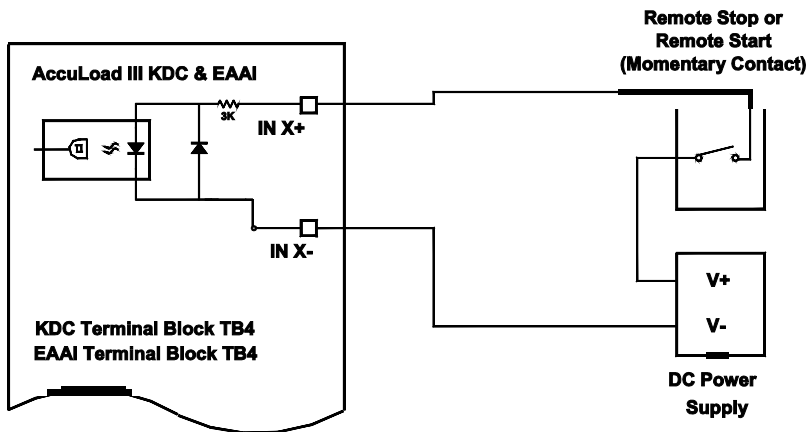 Remote Stop or
Remote Start
(Momentary Contact)
AccuLoad III KDC & EAAI
3K
IN X+
IN X-
V+
V-
KDC Terminal Block TB4
EAAI Terminal Block TB4
DC Power
Supply